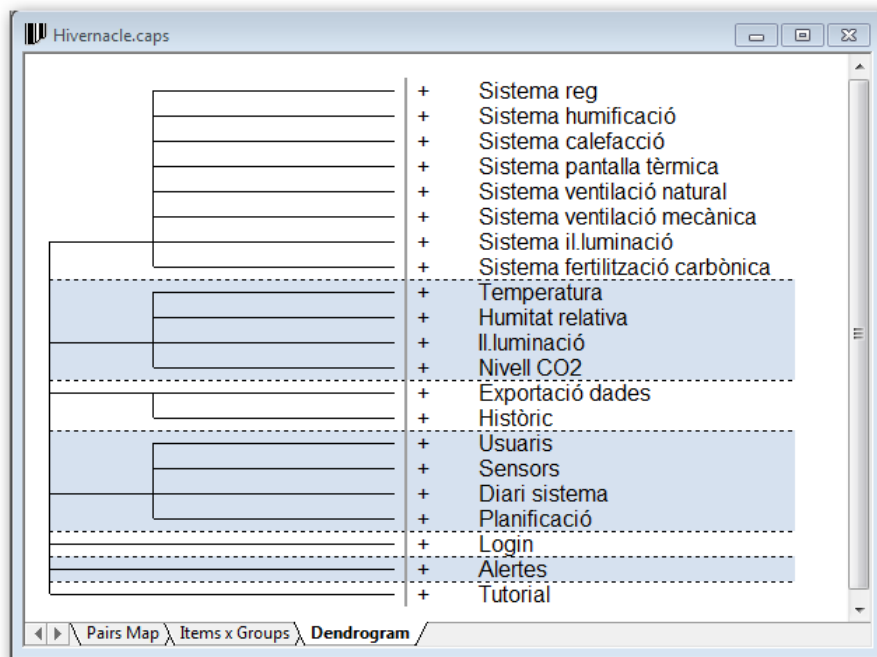 Hivernacle.caps
+ Sistema reg
+ Sistema humificació
+ Sistema calefacció
+ Sistema pantalla tèrmica
+ Sistema ventilació natural
+ Sistema ventilació mecànica
+ Sistema il.luminació
+ Sistema fertilització carbònica
+ Temperatura
+ Humitat relativa
+ Il.luminació
+ Nivell CO2
+ Exportació dades
+ Històric
+ Usuaris
+ Sensors
+ Diari sistema
+ Planificació
+ Login
+ Alertes
+ Tutorial
Pairs Map Items x Groups Dendrogram